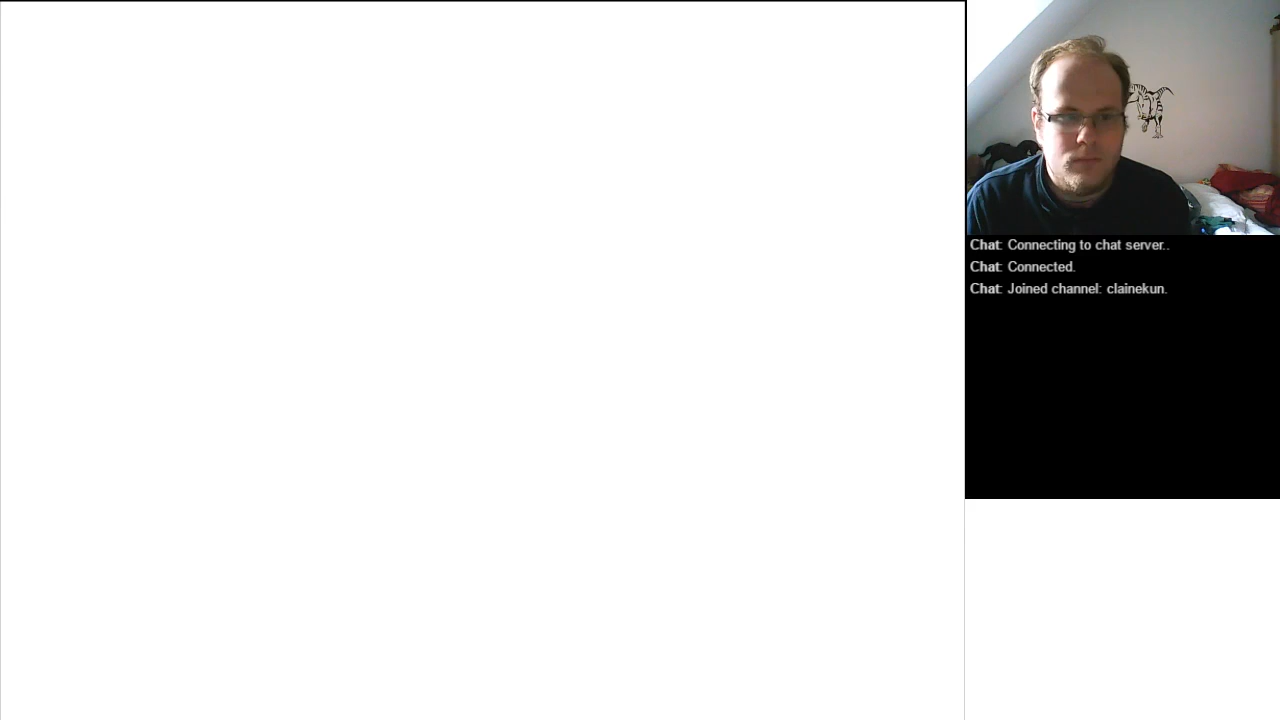 Chat: Connecting to chat server..
Chat: Connected.
Chat: Joined channel: clainekun.